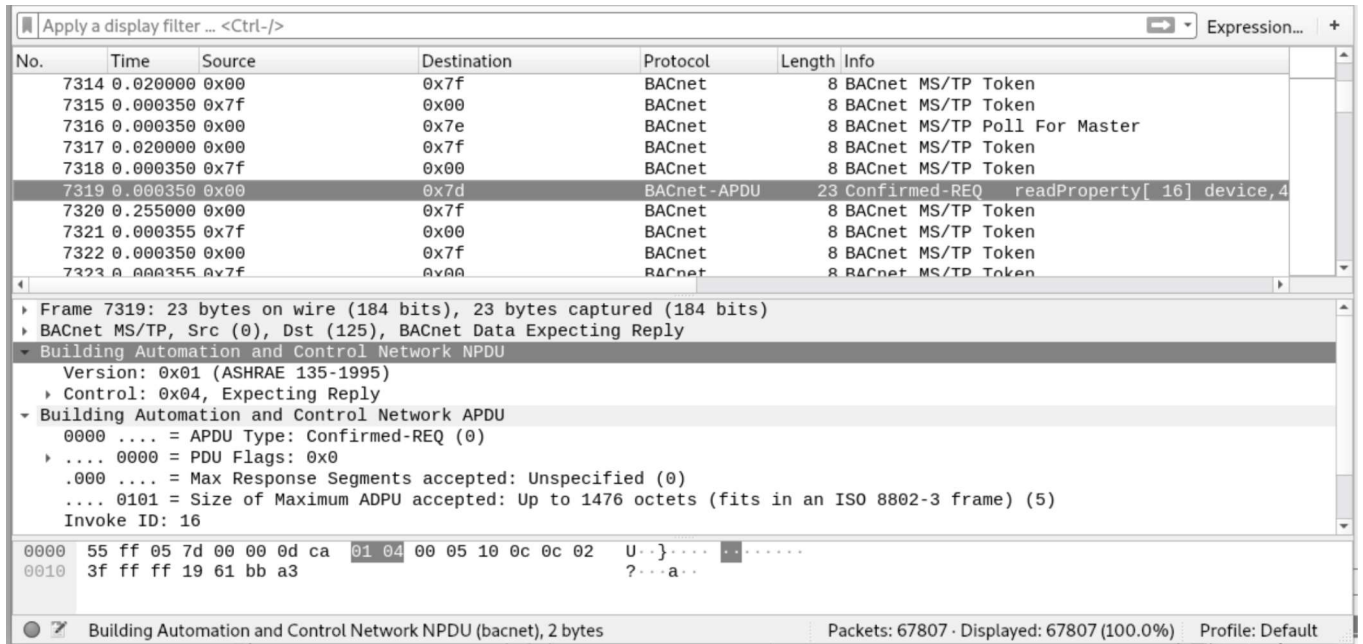 Apply a display filter ... <Ctrl-/> Expression... +
No. Time Source Destination Protocol Length Info
7314 0.020000 0x00 0x7f BACnet 8 BACnet MS/TP Token
7315 0.000350 0x7f 0x00 BACnet 8 BACnet MS/TP Token
7316 0.000350 0x00 0x7e BACnet 8 BACnet MS/TP Poll For Master
7317 0.020000 0x00 0x7f BACnet 8 BACnet MS/TP Token
7318 0.000350 0x7f 0x00 BACnet 8 BACnet MS/TP Token
7319 0.000350 0x00 0x7d BACnet-APDU 23 Confirmed-REQ readProperty[ 16] device,4
7320 0.255000 0x00 0x7f BACnet 8 BACnet MS/TP Token
7321 0.000355 0x7f 0x00 BACnet 8 BACnet MS/TP Token
7322 0.000350 0x00 0x7f BACnet 8 BACnet MS/TP Token
7323 0.000355 0x7f 0x00 BACnet 8 BACnet MS/TP Token
Frame 7319: 23 bytes on wire (184 bits), 23 bytes captured (184 bits)
BACnet MS/TP, Src (0), Dst (125), BACnet Data Expecting Reply
Building Automation and Control Network NPDU
Version: 0x01 (ASHRAE 135-1995)
Control: 0x04, Expecting Reply
Building Automation and Control Network APDU
0000 .... = APDU Type: Confirmed-REQ (0)
.... 0000 = PDU Flags: 0x0
.000 .... = Max Response Segments accepted: Unspecified (0)
.... 0101 = Size of Maximum ADPU accepted: Up to 1476 octets (fits in an ISO 8802-3 frame) (5)
Invoke ID: 16
0000 55 ff 05 7d 00 00 0d ca 01 04 00 05 10 0c 0c 02 U··}···· ········
0010 3f ff ff 19 61 bb a3 ?···a··
Building Automation and Control Network NPDU (bacnet), 2 bytes Packets: 67807 · Displayed: 67807 (100.0%) Profile: Default